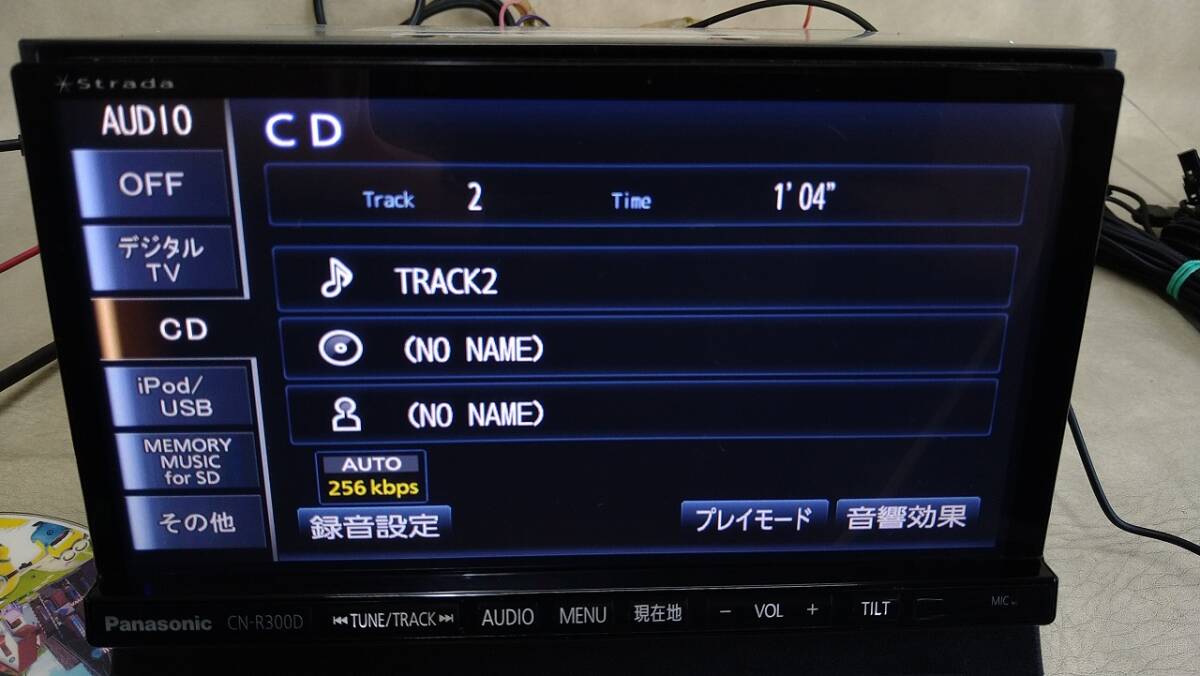 Strada
AUDIO
OFF
デジタル
TV
CD
iPod/
USB
MEMORY
MUSIC
for SD
その他
CD
Track 2 Time 1'04"
TRACK2
(NO NAME)
(NO NAME)
AUTO
256 kbps
録音設定
プレイモード
音響効果
Panasonic CN-R300D ⏮TUNE/TRACK⏭ AUDIO MENU 現在地 − VOL + TILT MIC